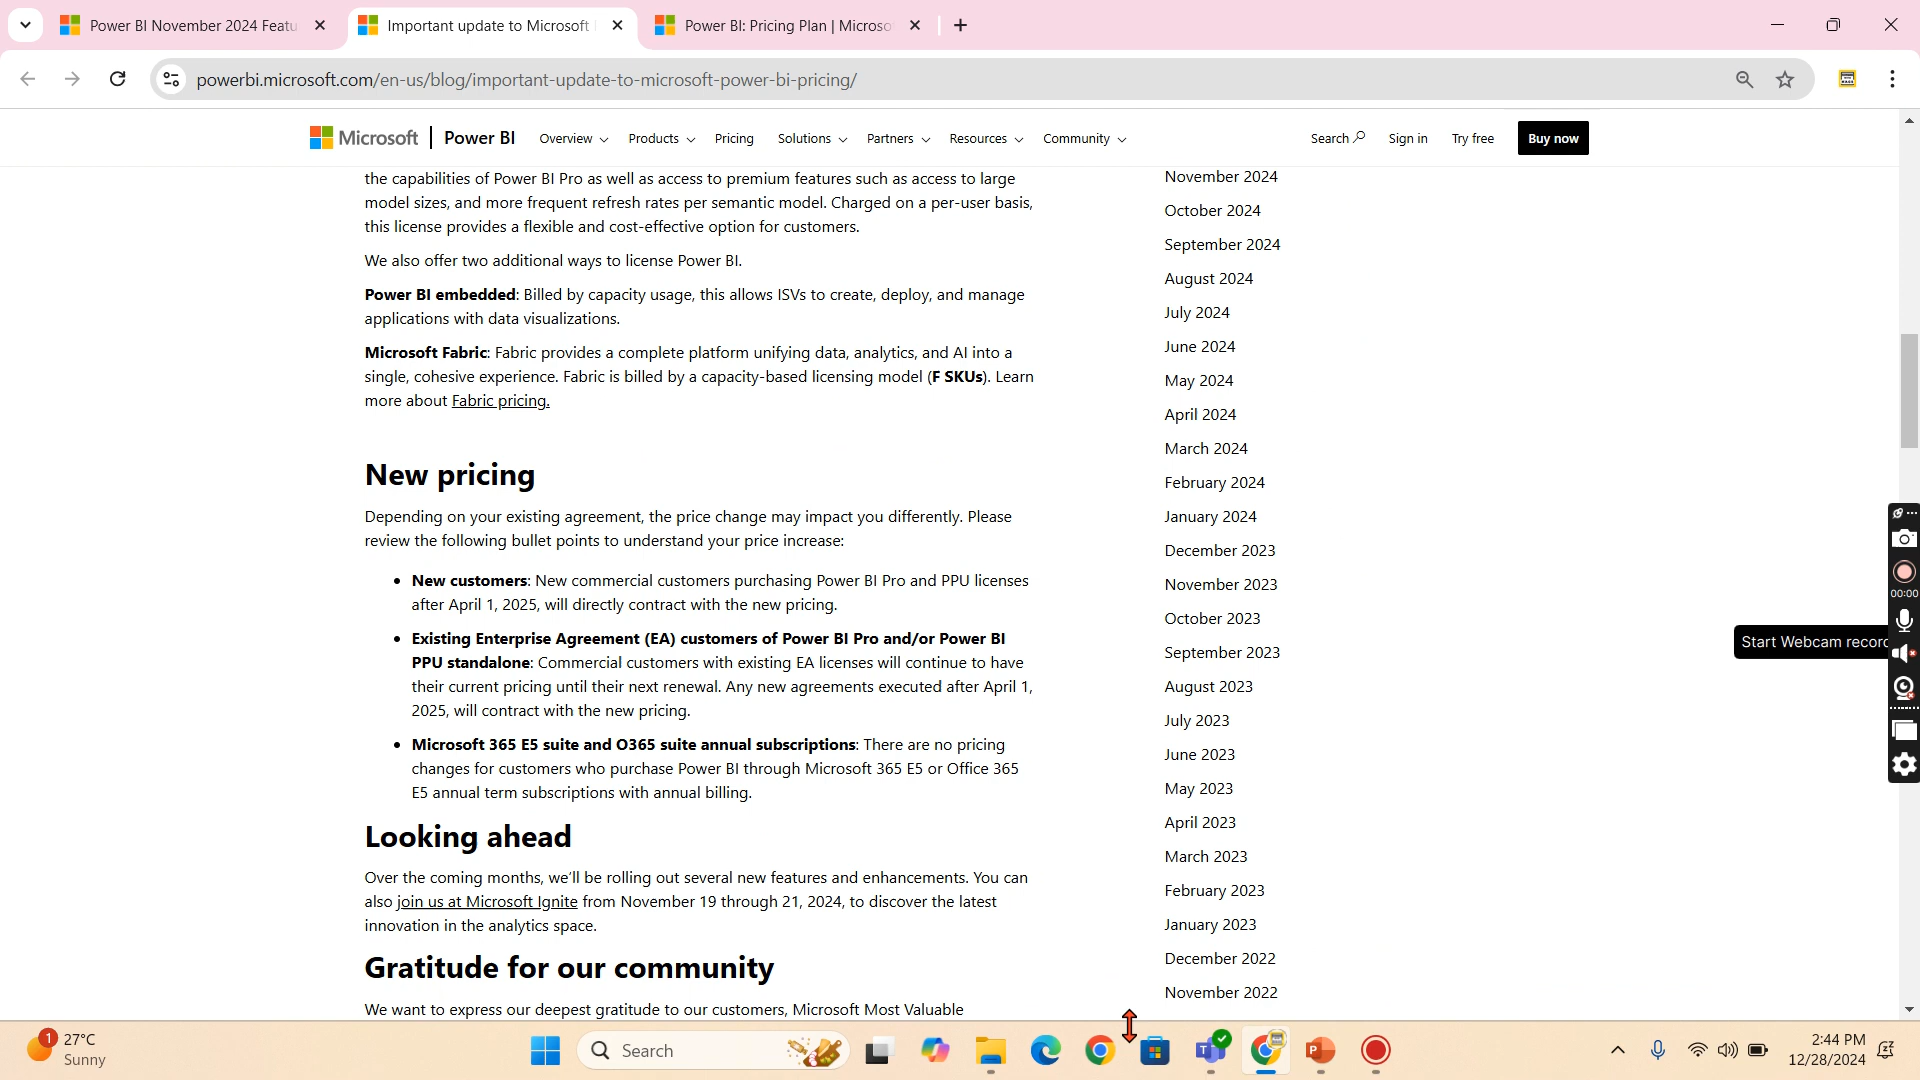 Power BI November 2024 Featu
Important update to Microsoft
Power BI: Pricing Plan | Microso
powerbi.microsoft.com/en-us/blog/important-update-to-microsoft-power-bi-pricing/
Microsoft Power BI Overview Products Pricing Solutions Partners Resources Community Search Sign in Try free Buy now
the capabilities of Power BI Pro as well as access to premium features such as access to large
model sizes, and more frequent refresh rates per semantic model. Charged on a per-user basis,
this license provides a flexible and cost-effective option for customers.
We also offer two additional ways to license Power BI.
Power BI embedded: Billed by capacity usage, this allows ISVs to create, deploy, and manage
applications with data visualizations.
Microsoft Fabric: Fabric provides a complete platform unifying data, analytics, and AI into a
single, cohesive experience. Fabric is billed by a capacity-based licensing model (F SKUs). Learn
more about Fabric pricing.
New pricing
Depending on your existing agreement, the price change may impact you differently. Please
review the following bullet points to understand your price increase:
• New customers: New commercial customers purchasing Power BI Pro and PPU licenses
after April 1, 2025, will directly contract with the new pricing.
• Existing Enterprise Agreement (EA) customers of Power BI Pro and/or Power BI
PPU standalone: Commercial customers with existing EA licenses will continue to have
their current pricing until their next renewal. Any new agreements executed after April 1,
2025, will contract with the new pricing.
• Microsoft 365 E5 suite and O365 suite annual subscriptions: There are no pricing
changes for customers who purchase Power BI through Microsoft 365 E5 or Office 365
E5 annual term subscriptions with annual billing.
Looking ahead
Over the coming months, we'll be rolling out several new features and enhancements. You can
also join us at Microsoft Ignite from November 19 through 21, 2024, to discover the latest
innovation in the analytics space.
Gratitude for our community
We want to express our deepest gratitude to our customers, Microsoft Most Valuable
November 2024
October 2024
September 2024
August 2024
July 2024
June 2024
May 2024
April 2024
March 2024
February 2024
January 2024
December 2023
November 2023
October 2023
September 2023
August 2023
July 2023
June 2023
May 2023
April 2023
March 2023
February 2023
January 2023
December 2022
November 2022
00:00
Start Webcam recorc
1
27°C
Sunny
Search
2:44 PM
12/28/2024